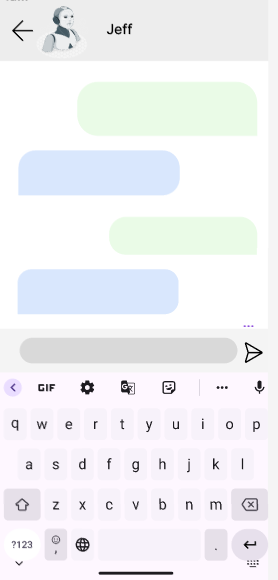 Jeff
GIF
q w e r t y u i o p
a s d f g h j k l
z x c v b n m
?123 , .